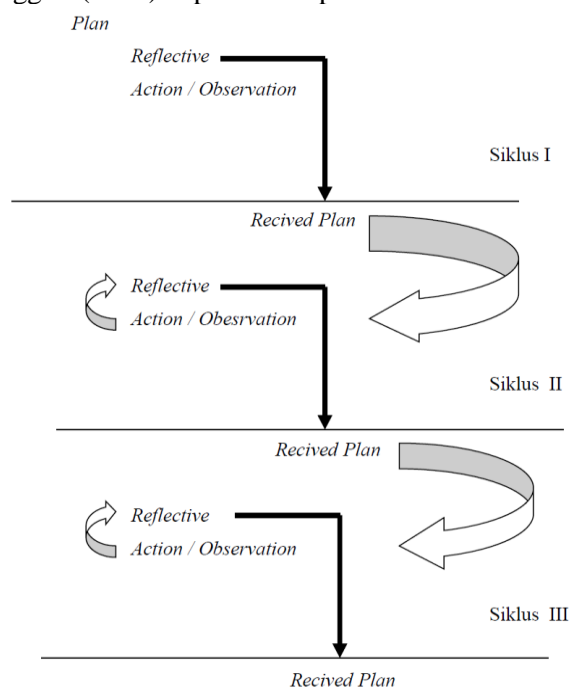 Plan
Reflective
Action / Observation
Siklus I
Recived Plan
Reflective
Action / Obesrvation
Siklus II
Recived Plan
Reflective
Action / Observation
Siklus III
Recived Plan